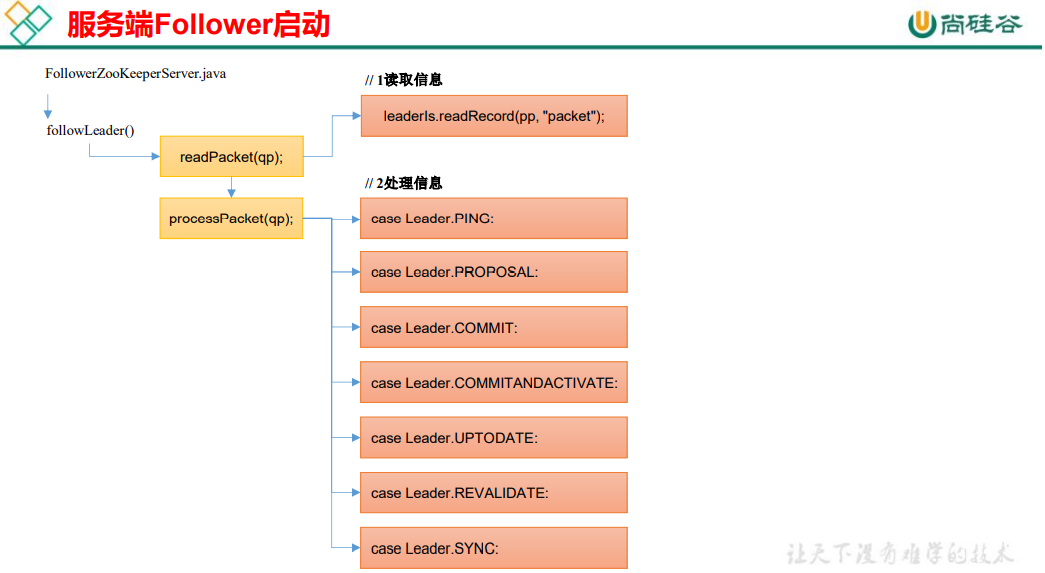 服务端Follower启动
尚硅谷
FollowerZooKeeperServer.java
followLeader()
readPacket(qp);
processPacket(qp);
// 1读取信息
leaderIs.readRecord(pp, "packet");
// 2处理信息
case Leader.PING:
case Leader.PROPOSAL:
case Leader.COMMIT:
case Leader.COMMITANDACTIVATE:
case Leader.UPTODATE:
case Leader.REVALIDATE:
case Leader.SYNC:
让天下没有难学的技术